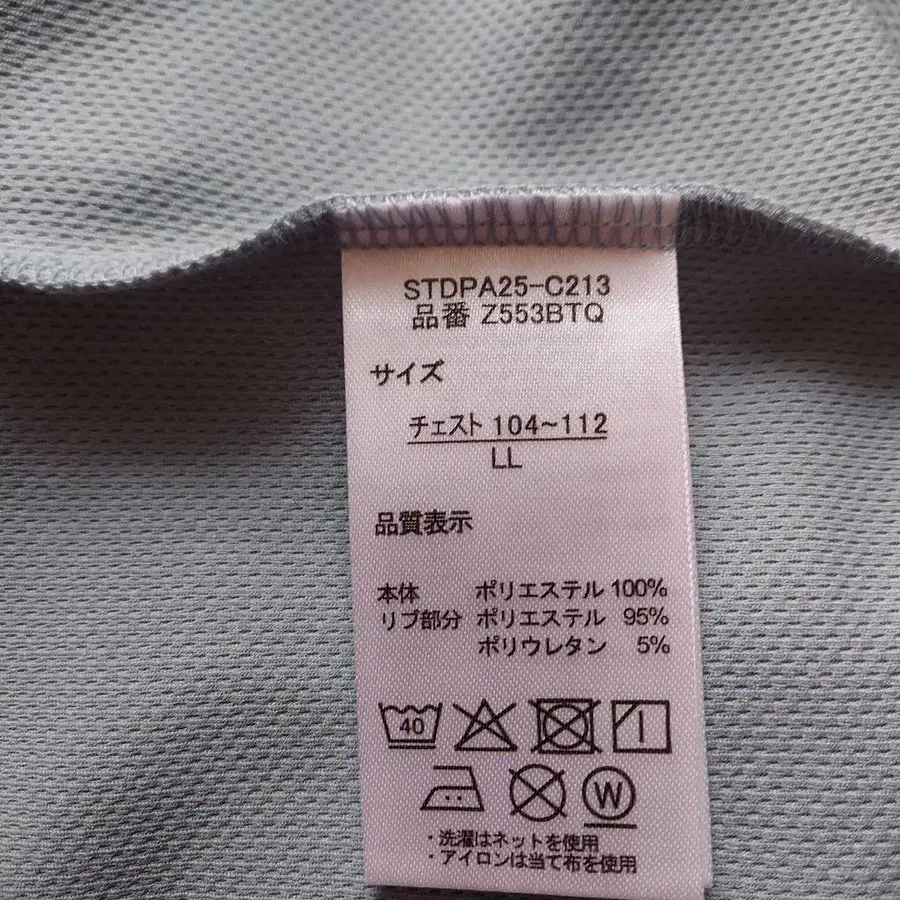 STDPA25-C213
品番 Z553BTQ
サイズ
チェスト 104~112
LL
品質表示
本体 ポリエステル 100%
リブ部分 ポリエステル 95%
ポリウレタン 5%
40
W
・洗濯はネットを使用
・アイロンは当て布を使用